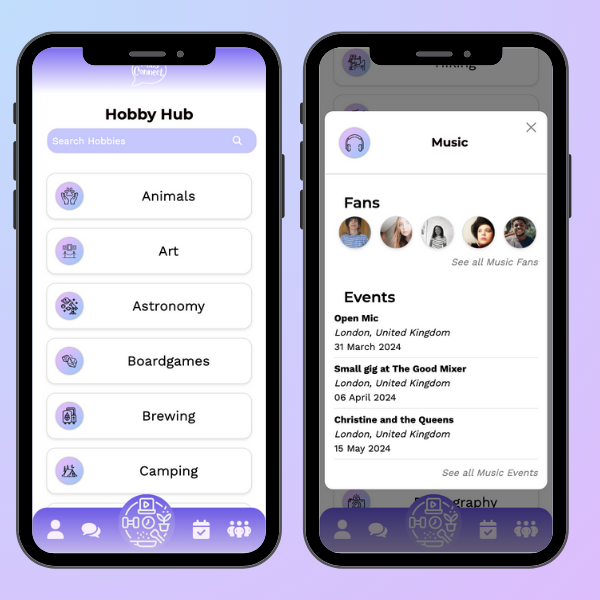 Connect
Hobby Hub
Search Hobbies
Animals
Art
Astronomy
Boardgames
Brewing
Camping
Hiking
Music
Fans
See all Music Fans
Events
Open Mic
London, United Kingdom
31 March 2024
Small gig at The Good Mixer
London, United Kingdom
06 April 2024
Christine and the Queens
London, United Kingdom
15 May 2024
See all Music Events